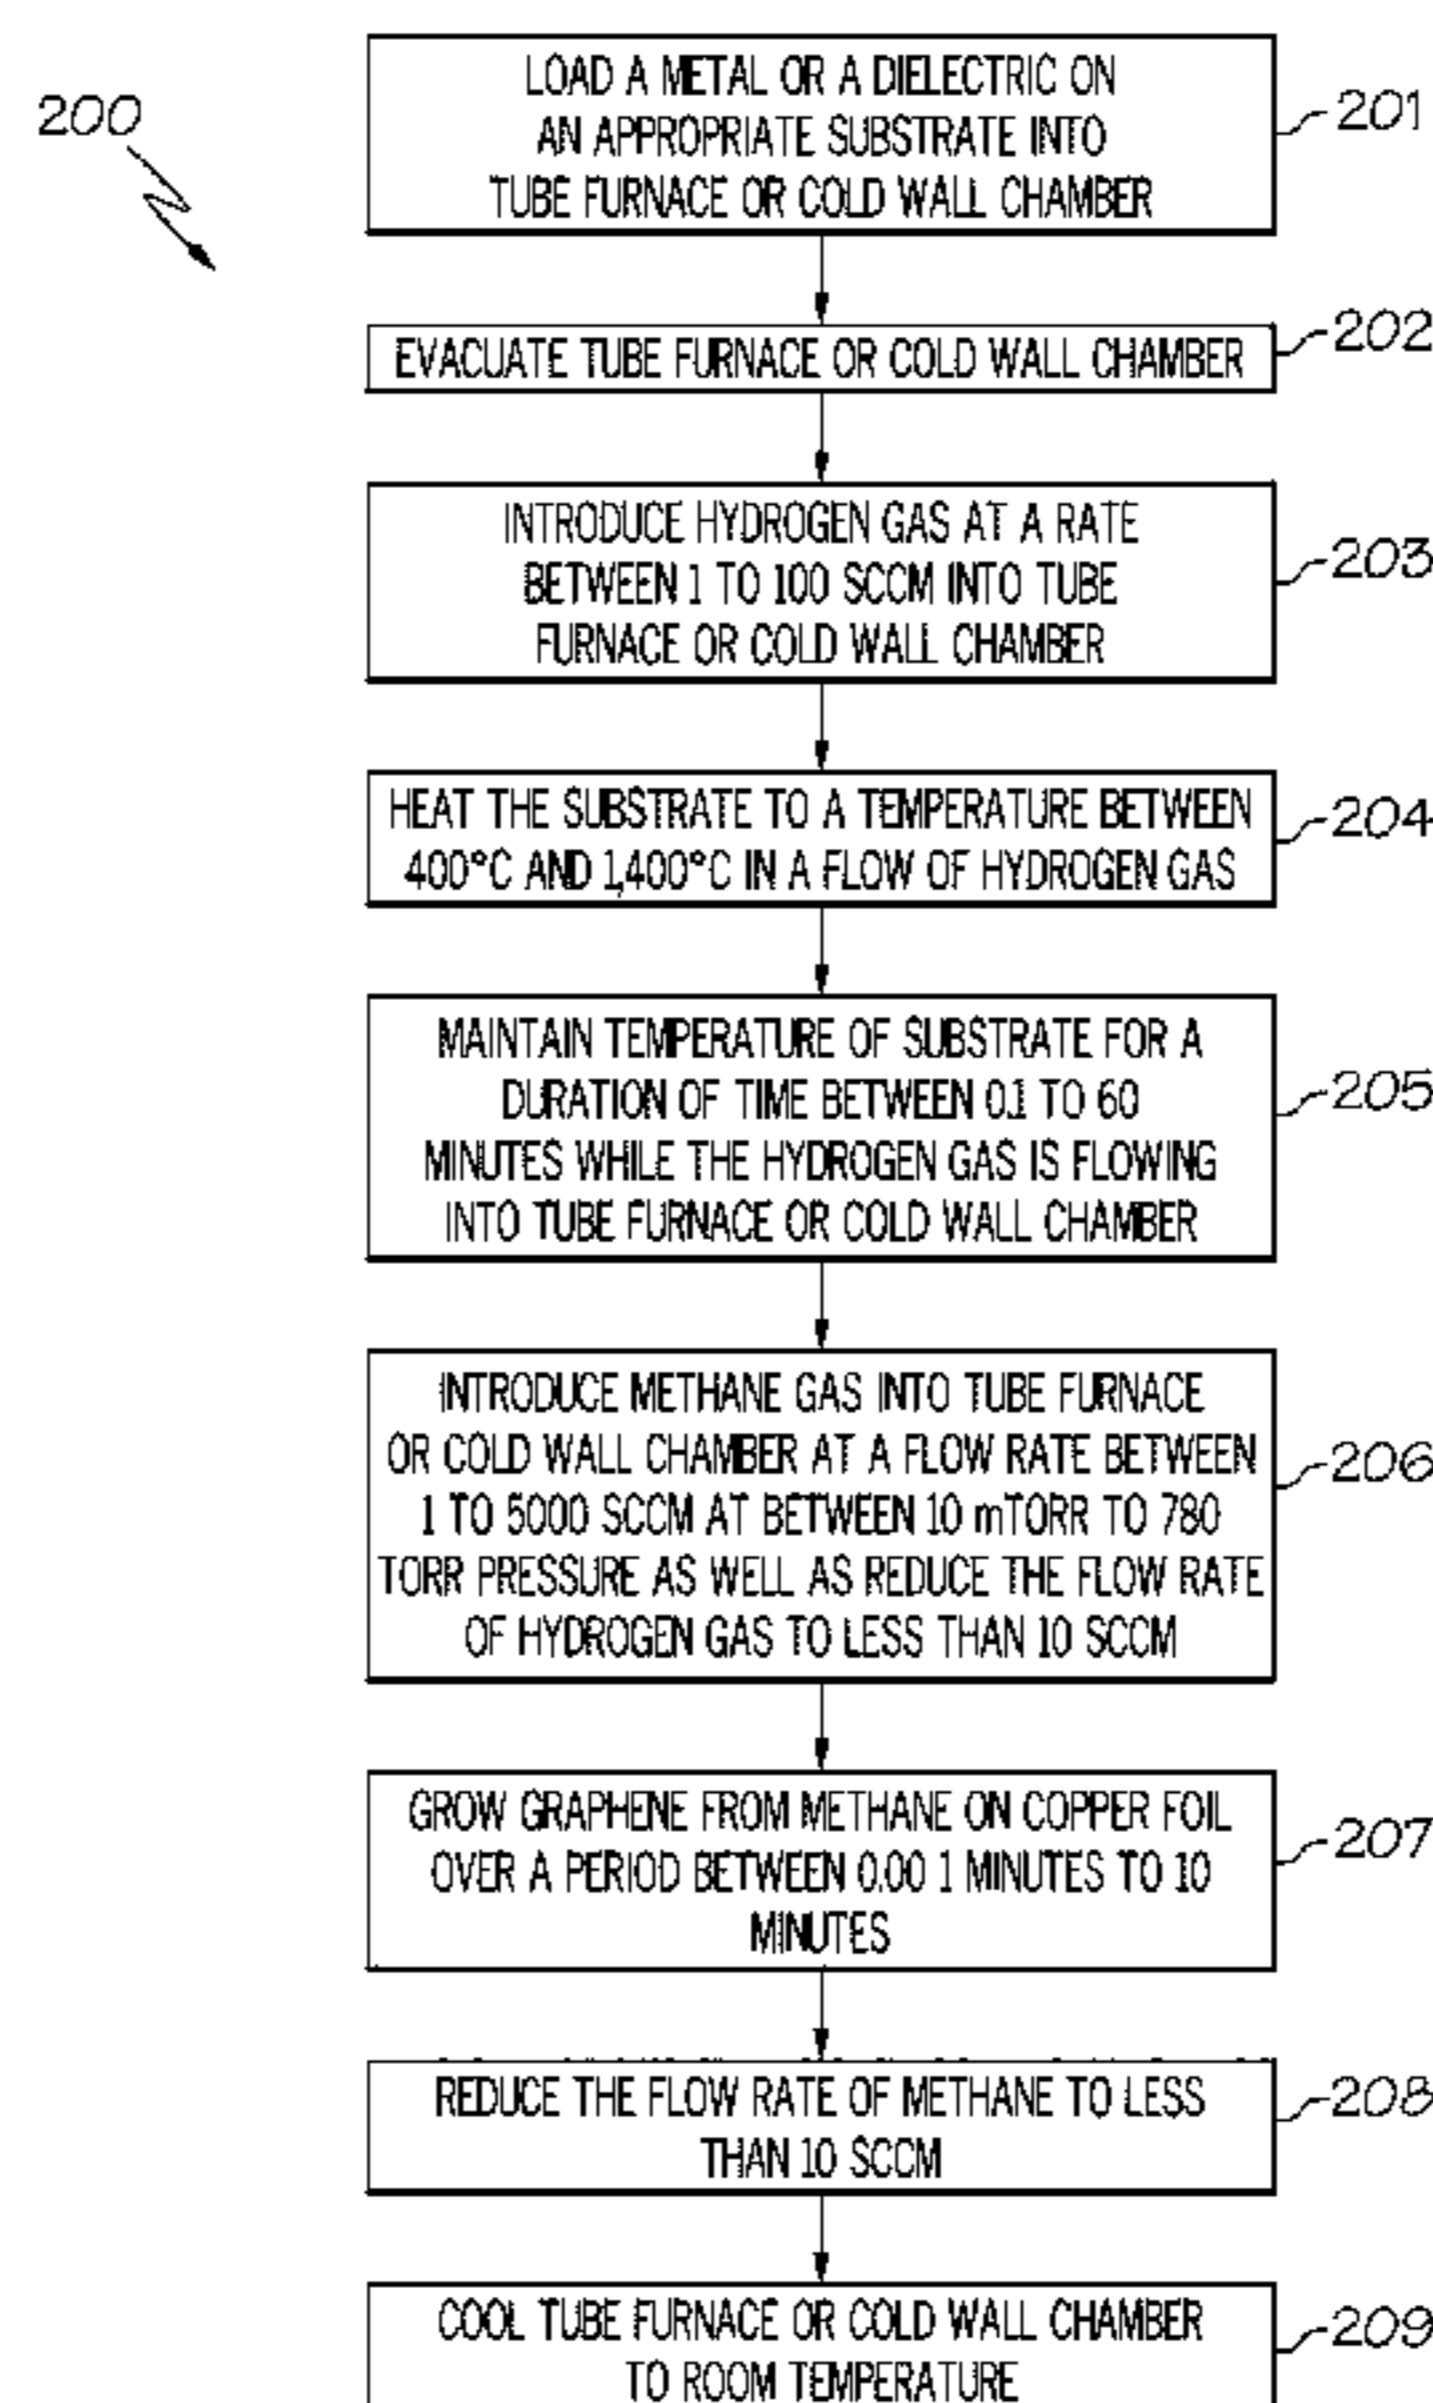 200
LOAD A METAL OR A DIELECTRIC ON
AN APPROPRIATE SUBSTRATE INTO
TUBE FURNACE OR COLD WALL CHAMBER
201
EVACUATE TUBE FURNACE OR COLD WALL CHAMBER
202
INTRODUCE HYDROGEN GAS AT A RATE
BETWEEN 1 TO 100 SCCM INTO TUBE
FURNACE OR COLD WALL CHAMBER
203
HEAT THE SUBSTRATE TO A TEMPERATURE BETWEEN
400°C AND 1,400°C IN A FLOW OF HYDROGEN GAS
204
MAINTAIN TEMPERATURE OF SUBSTRATE FOR A
DURATION OF TIME BETWEEN 0.1 TO 60
MINUTES WHILE THE HYDROGEN GAS IS FLOWING
INTO TUBE FURNACE OR COLD WALL CHAMBER
205
INTRODUCE METHANE GAS INTO TUBE FURNACE
OR COLD WALL CHAMBER AT A FLOW RATE BETWEEN
1 TO 5000 SCCM AT BETWEEN 10 mTORR TO 780
TORR PRESSURE AS WELL AS REDUCE THE FLOW RATE
OF HYDROGEN GAS TO LESS THAN 10 SCCM
206
GROW GRAPHENE FROM METHANE ON COPPER FOIL
OVER A PERIOD BETWEEN 0.00 1 MINUTES TO 10
MINUTES
207
REDUCE THE FLOW RATE OF METHANE TO LESS
THAN 10 SCCM
208
COOL TUBE FURNACE OR COLD WALL CHAMBER
TO ROOM TEMPERATURE
209